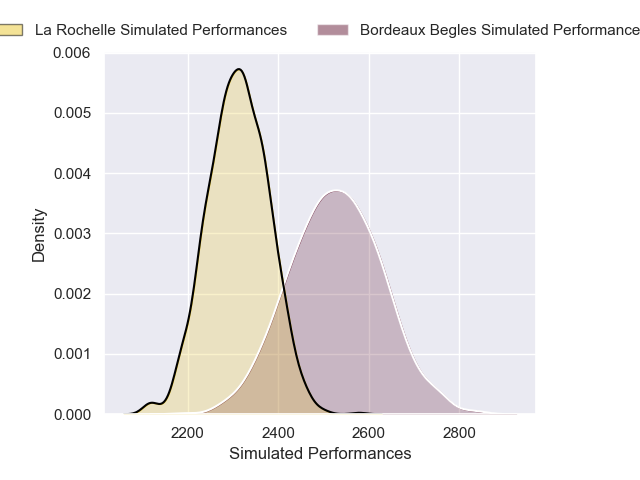 La Rochelle Simulated Performances Bordeaux Begles Simulated Performance
0.006
0.005
0.004
0.003
0.002
0.001
0.000
Density
2200 2400 2600 2800
Simulated Performances